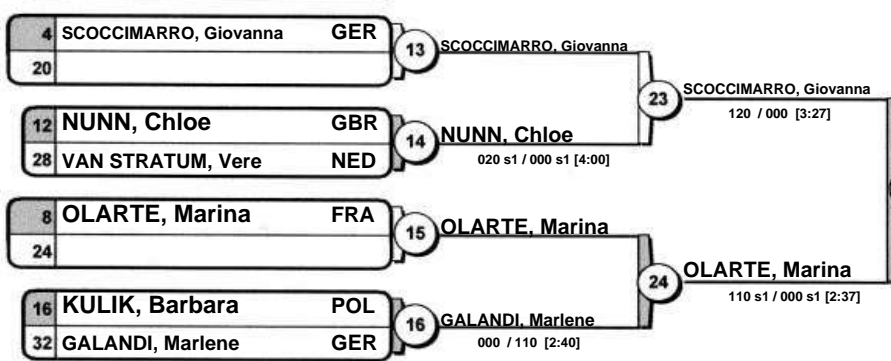 4 SCOCCIMARRO, Giovanna GER
20
13 SCOCCIMARRO, Giovanna
12 NUNN, Chloe GBR
28 VAN STRATUM, Vere NED
14 NUNN, Chloe
020 s1 / 000 s1 [4:00]
23 SCOCCIMARRO, Giovanna
120 / 000 [3:27]
8 OLARTE, Marina FRA
24
15 OLARTE, Marina
16 KULIK, Barbara POL
32 GALANDI, Marlene GER
16 GALANDI, Marlene
000 / 110 [2:40]
24 OLARTE, Marina
110 s1 / 000 s1 [2:37]